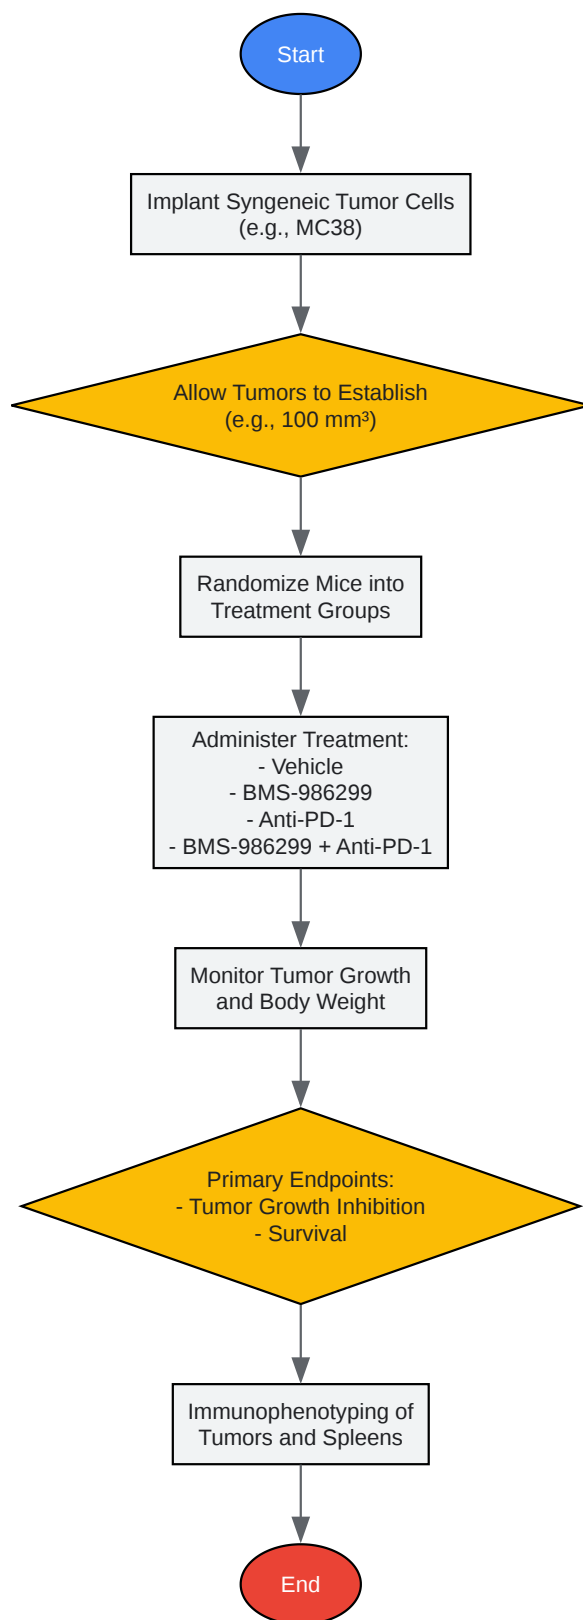 Start
Implant Syngeneic Tumor Cells
(e.g., MC38)
Allow Tumors to Establish
(e.g., 100 mm³)
Randomize Mice into
Treatment Groups
Administer Treatment:
- Vehicle
- BMS-986299
- Anti-PD-1
- BMS-986299 + Anti-PD-1
Monitor Tumor Growth
and Body Weight
Primary Endpoints:
- Tumor Growth Inhibition
- Survival
Immunophenotyping of
Tumors and Spleens
End